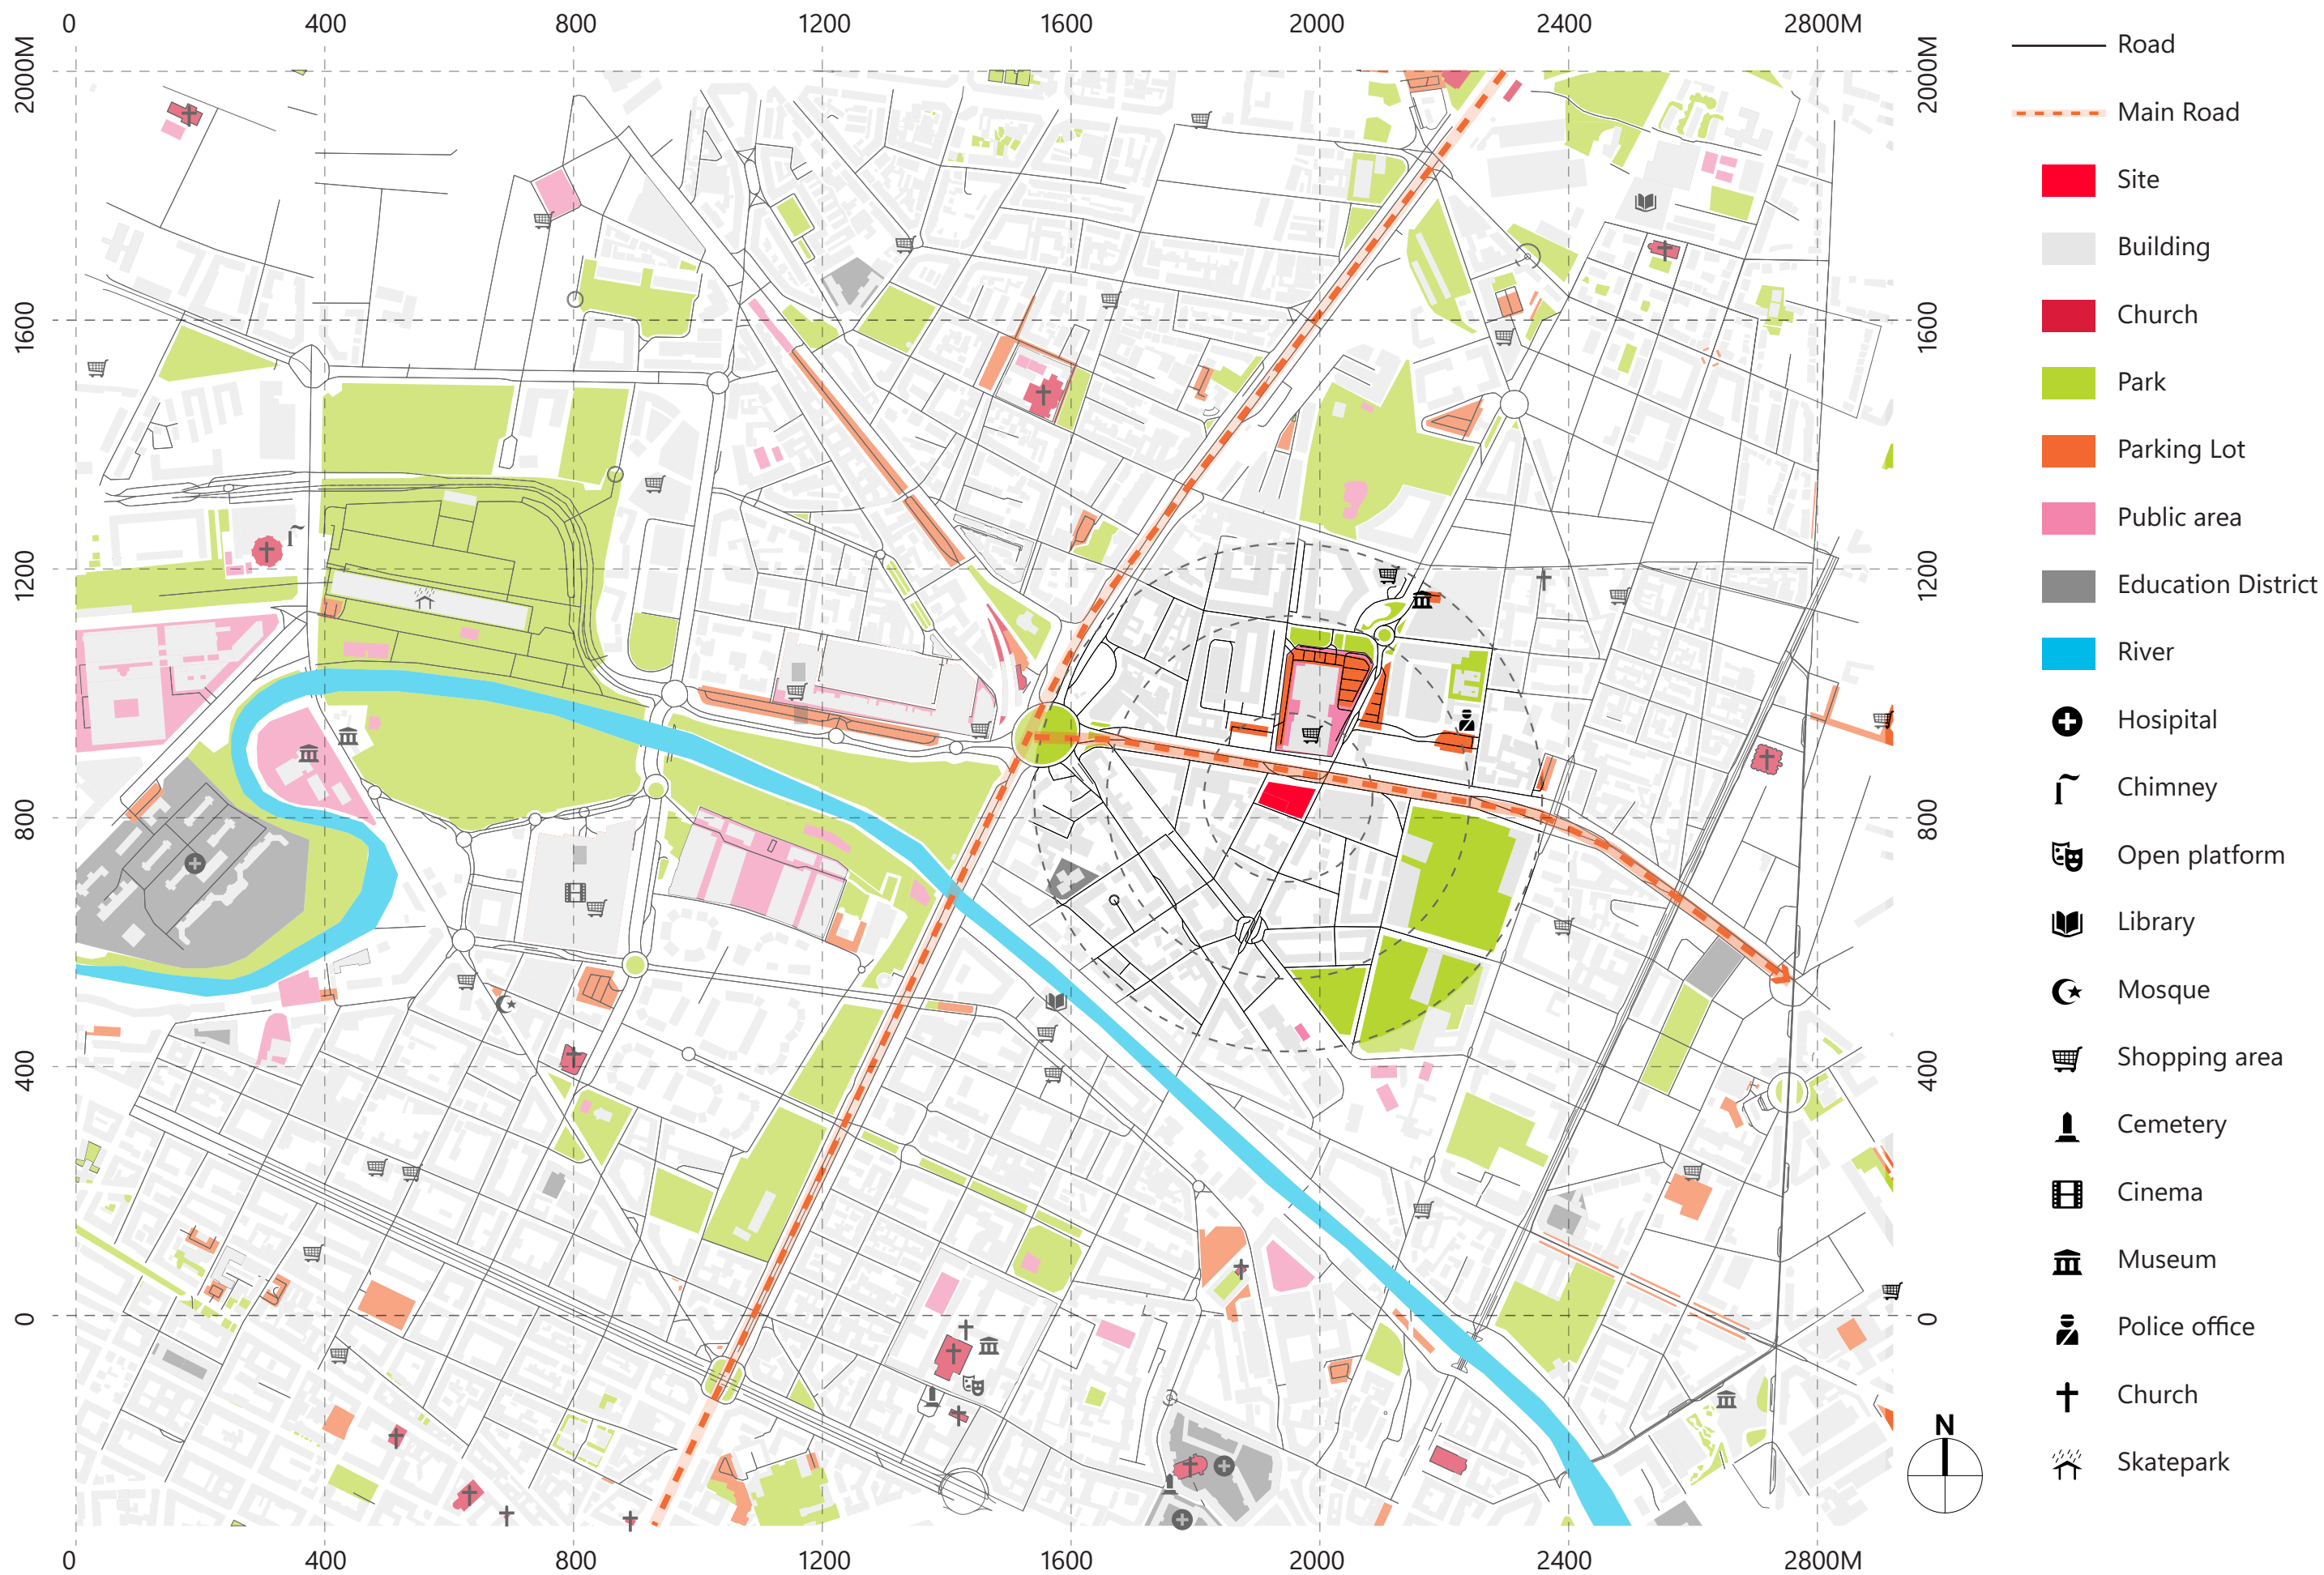 0 400 800 1200 1600 2000 2400 2800M
2000M
1600
1200
800
400
0
2000M
1600
1200
800
400
0
0 400 800 1200 1600 2000 2400 2800M
Road
Main Road
Site
Building
Church
Park
Parking Lot
Public area
Education District
River
Hosipital
Chimney
Open platform
Library
Mosque
Shopping area
Cemetery
Cinema
Museum
Police office
Church
Skatepark
N